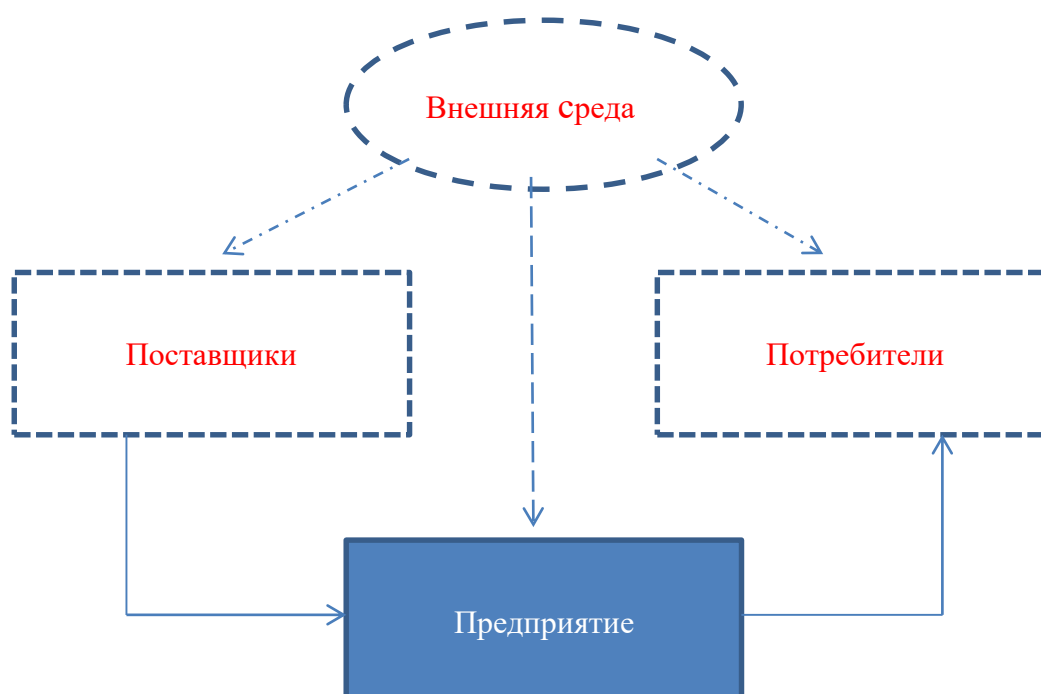 Внешняя среда
Поставщики
Потребители
Предприятие